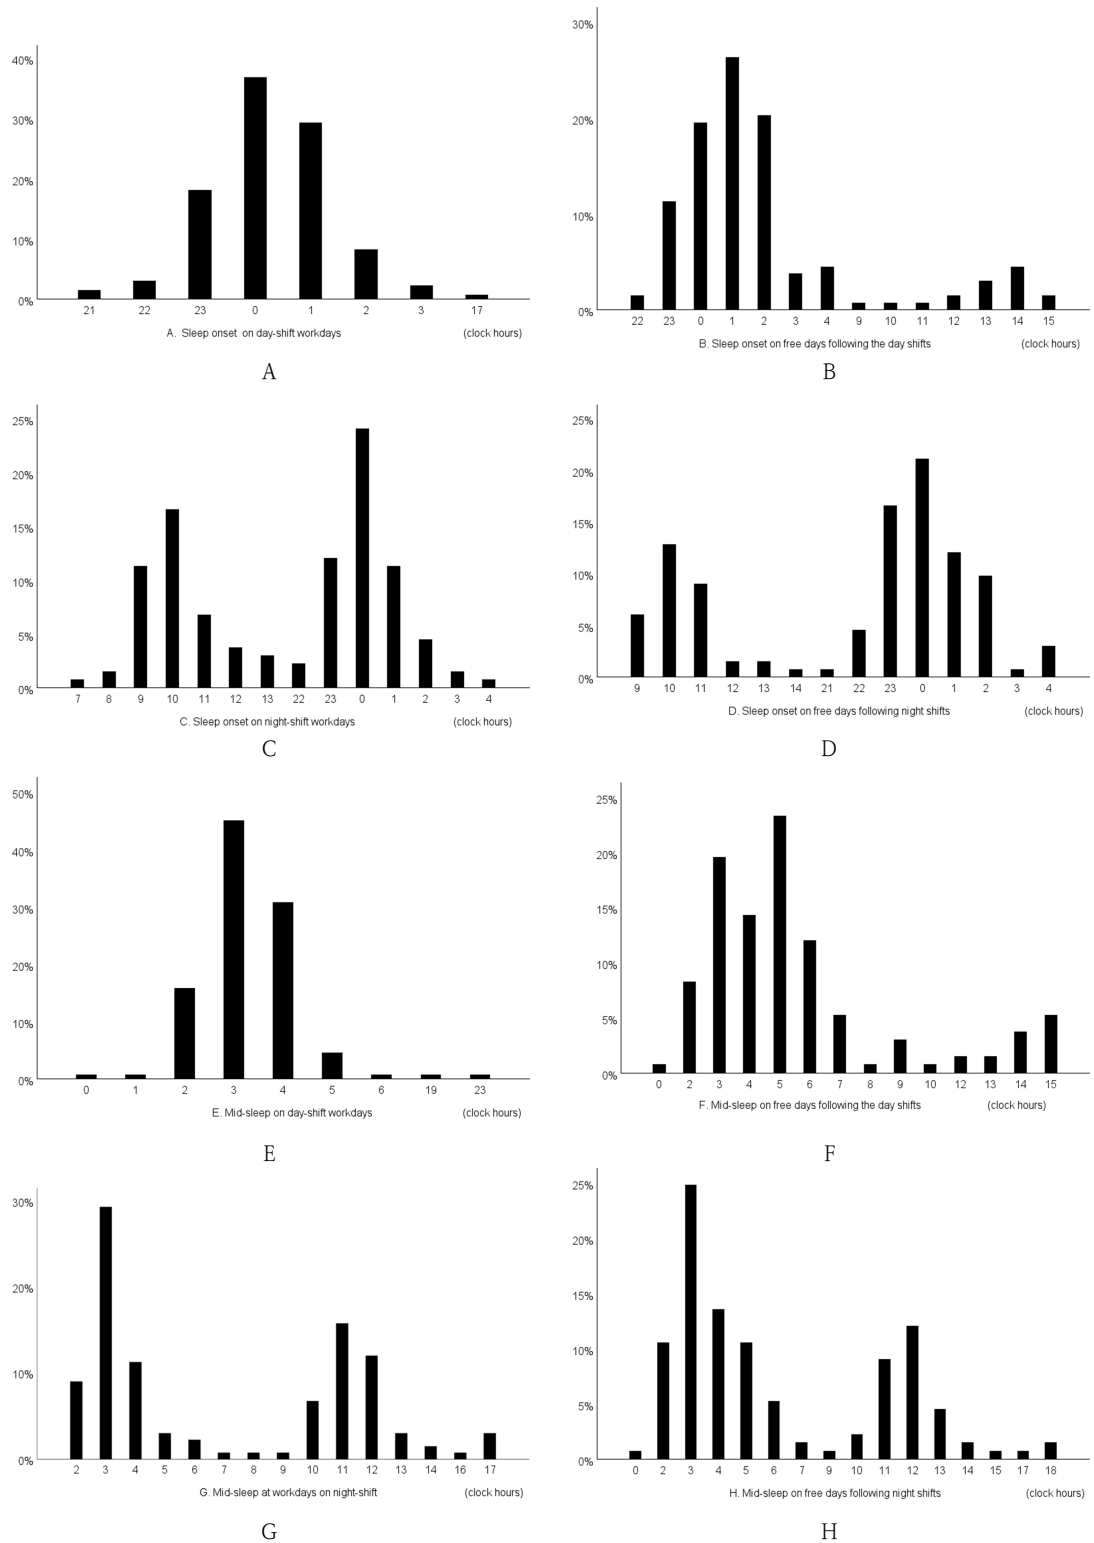 40%
30%
20%
10%
0%
21 22 23 0 1 2 3 17
A. Sleep onset on day-shift workdays (clock hours)
A
30%
20%
10%
0%
22 23 0 1 2 3 4 9 10 11 12 13 14 15
B. Sleep onset on free days following the day shifts (clock hours)
B
25%
20%
15%
10%
5%
0%
7 8 9 10 11 12 13 22 23 0 1 2 3 4
C. Sleep onset on night-shift workdays (clock hours)
C
25%
20%
15%
10%
5%
0%
9 10 11 12 13 14 21 22 23 0 1 2 3 4
D. Sleep onset on free days following night shifts (clock hours)
D
50%
40%
30%
20%
10%
0%
0 1 2 3 4 5 6 19 23
E. Mid-sleep on day-shift workdays (clock hours)
E
25%
20%
15%
10%
5%
0%
0 2 3 4 5 6 7 8 9 10 12 13 14 15
F. Mid-sleep on free days following the day shifts (clock hours)
F
30%
20%
10%
0%
2 3 4 5 6 7 8 9 10 11 12 13 14 16 17
G. Mid-sleep at workdays on night-shift (clock hours)
G
25%
20%
15%
10%
5%
0%
0 2 3 4 5 6 7 9 10 11 12 13 14 15 17 18
H. Mid-sleep on free days following night shifts (clock hours)
H